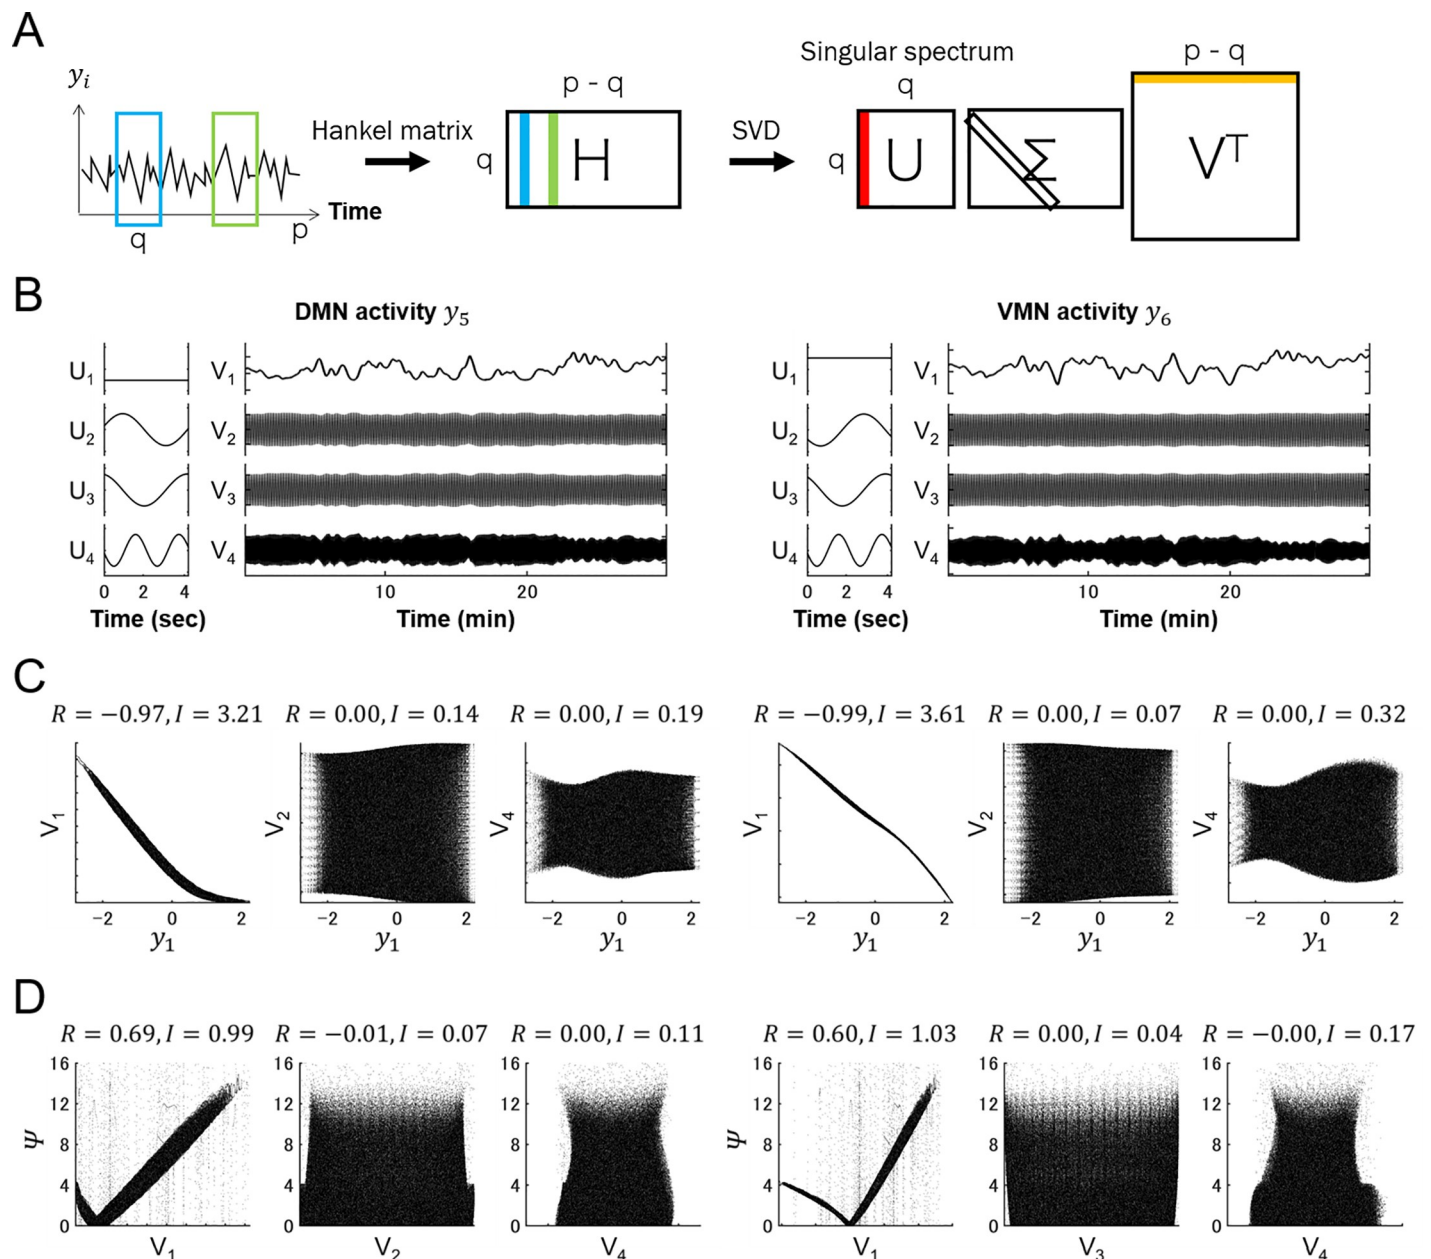 A
y_i
Hankel matrix
p - q
Singular spectrum
q
p - q
q
SVD
q
H
U
Σ
V^T
Time
p
q
B
DMN activity y_5
VMN activity y_6
U_1
V_1
U_1
V_1
U_2
V_2
U_2
V_2
U_3
V_3
U_3
V_3
U_4
V_4
U_4
V_4
0 2 4
10 20
0 2 4
10 20
Time (sec)
Time (min)
Time (sec)
Time (min)
C
R = −0.97, I = 3.21
R = 0.00, I = 0.14
R = 0.00, I = 0.19
R = −0.99, I = 3.61
R = 0.00, I = 0.07
R = 0.00, I = 0.32
V_1
V_2
V_4
V_1
V_2
V_4
−2 0 2
−2 0 2
−2 0 2
−2 0 2
−2 0 2
−2 0 2
y_1
y_1
y_1
y_1
y_1
y_1
D
R = 0.69, I = 0.99
R = −0.01, I = 0.07
R = 0.00, I = 0.11
R = 0.60, I = 1.03
R = 0.00, I = 0.04
R = −0.00, I = 0.17
16 16 16 16 16 16
12 12 12 12 12 12
Ψ 8 8 8 Ψ 8 8 8
4 4 4 4 4 4
0 0 0 0 0 0
V_1
V_2
V_4
V_1
V_3
V_4